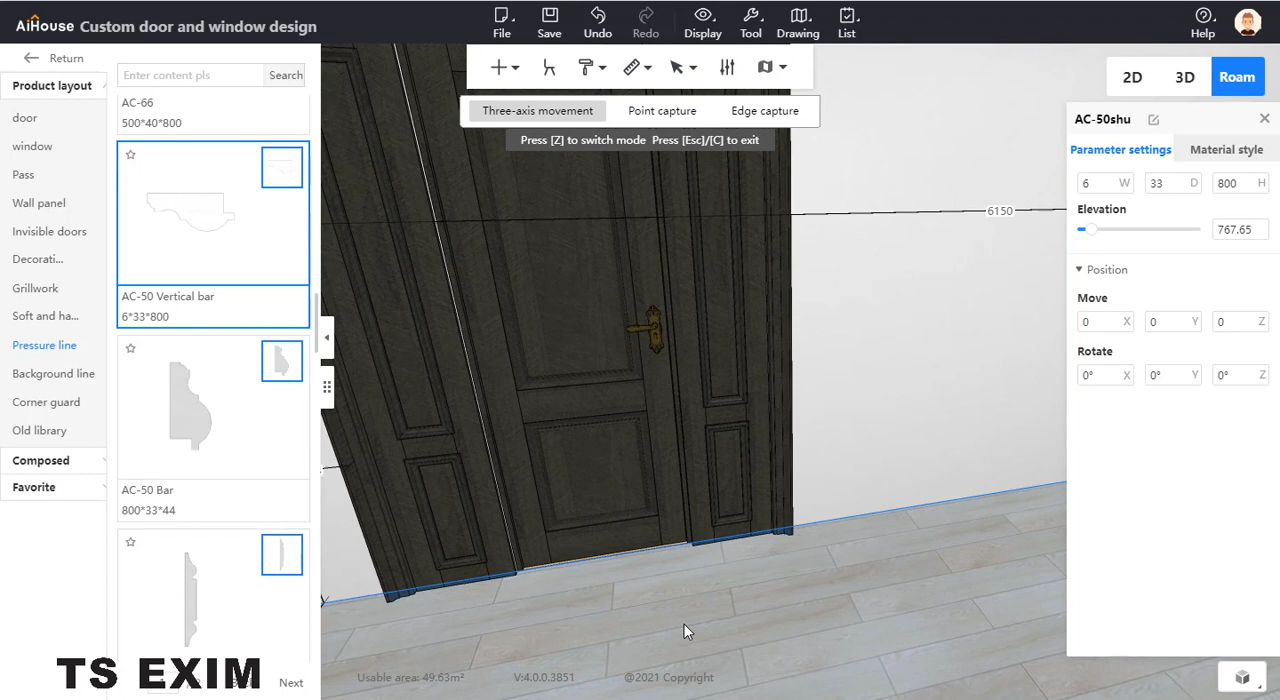 AiHouse Custom door and window design
File Save Undo Redo Display Tool Drawing List Help
Return
Product layout
door
window
Pass
Wall panel
Invisible doors
Decorati...
Grillwork
Soft and ha...
Pressure line
Background line
Corner guard
Old library
Composed
Favorite
Enter content pls Search
AC-66
500*40*800
AC-50 Vertical bar
6*33*800
AC-50 Bar
800*33*44
Next
TS EXIM
Three-axis movement Point capture Edge capture
Press [Z] to switch mode Press [Esc]/[C] to exit
6150
2D 3D Roam
AC-50shu
Parameter settings Material style
6 W 33 D 800 H
Elevation
767.65
Position
Move
0 X 0 Y 0 Z
Rotate
0° X 0° Y 0° Z
Usable area: 49.63m² V:4.0.0.3851 @2021 Copyright